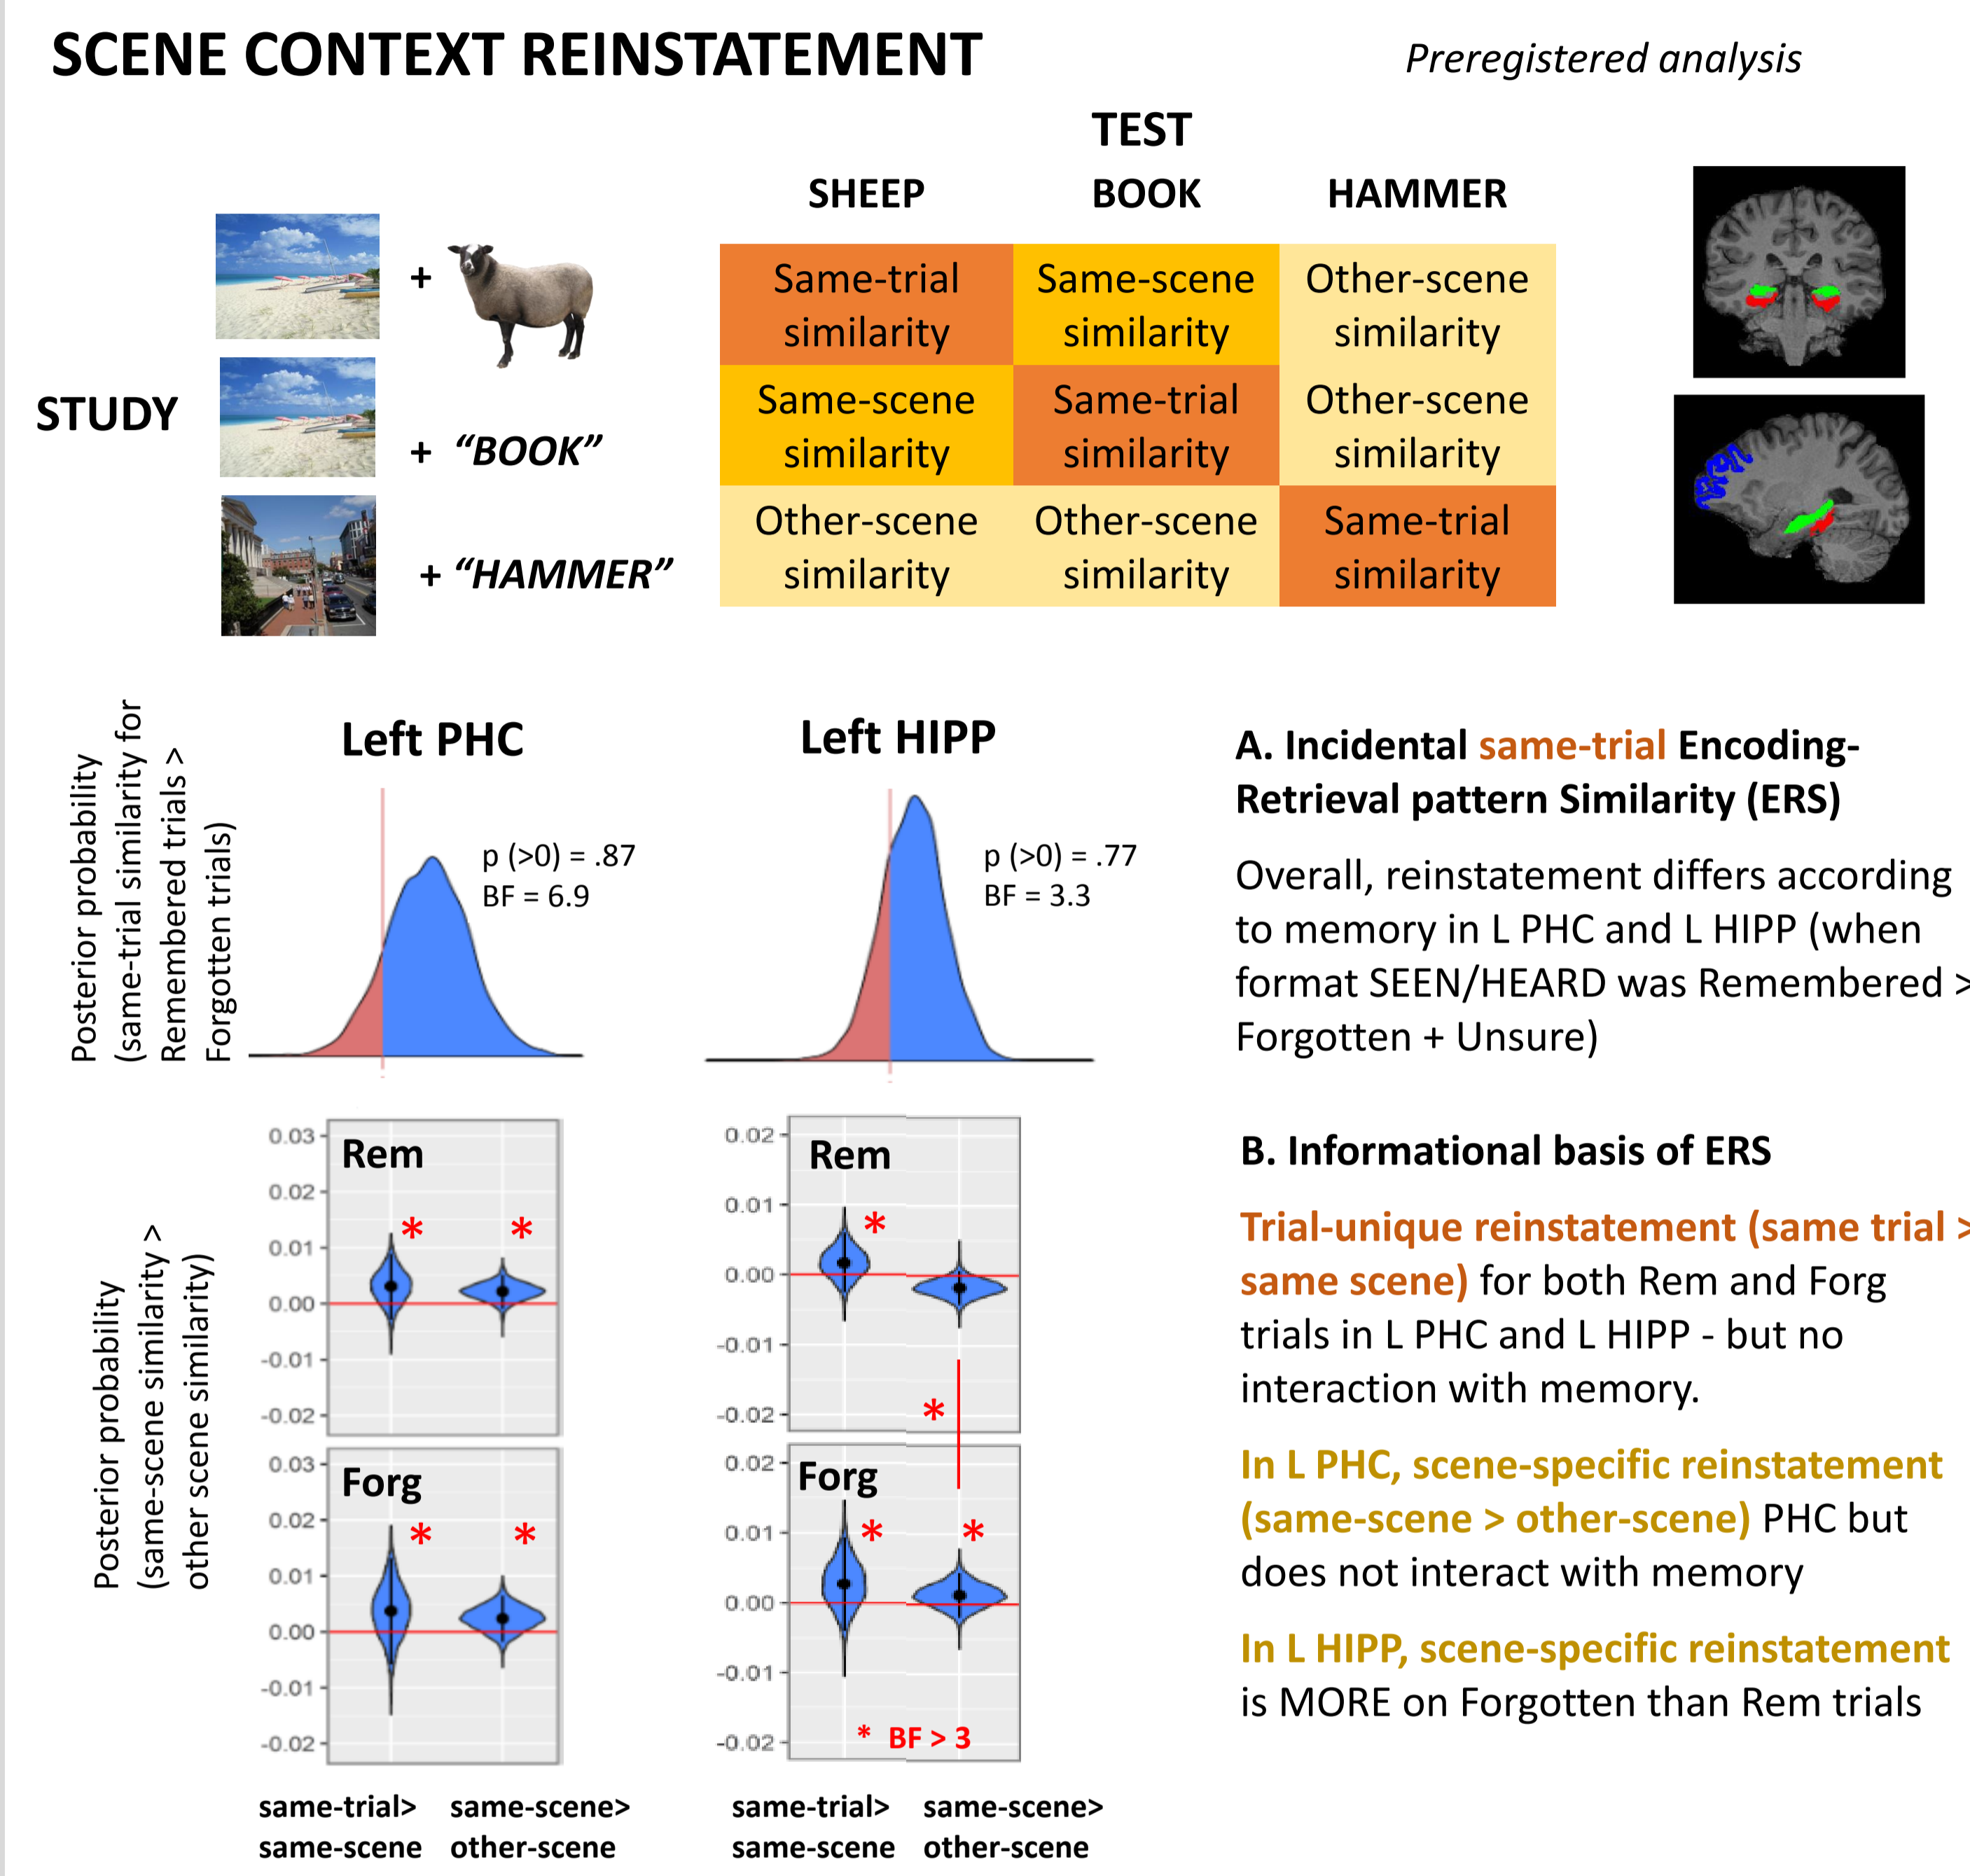 SCENE CONTEXT REINSTATEMENT
Preregistered analysis
TEST
SHEEP BOOK HAMMER
STUDY
+
+ “BOOK”
+ “HAMMER”
Same-trial similarity
Same-scene similarity
Other-scene similarity
Same-scene similarity
Same-trial similarity
Other-scene similarity
Other-scene similarity
Other-scene similarity
Same-trial similarity
Posterior probability
(same-trial similarity for
Remembered trials >
Forgotten trials)
Left PHC
p (>0) = .87
BF = 6.9
Left HIPP
p (>0) = .77
BF = 3.3
A. Incidental same-trial Encoding-
Retrieval pattern Similarity (ERS)
Overall, reinstatement differs according
to memory in L PHC and L HIPP (when
format SEEN/HEARD was Remembered >
Forgotten + Unsure)
Posterior probability
(same-scene similarity >
other scene similarity)
Rem
0.03
0.02
0.01
0.00
-0.01
-0.02
* *
Forg
0.03
0.02
0.01
0.00
-0.01
-0.02
* *
same-trial>
same-scene
same-scene>
other-scene
Rem
0.02
0.01
0.00
-0.01
-0.02
*
*
Forg
0.02
0.01
0.00
-0.01
-0.02
* *
* BF > 3
same-trial>
same-scene
same-scene>
other-scene
B. Informational basis of ERS
Trial-unique reinstatement (same trial >
same scene) for both Rem and Forg
trials in L PHC and L HIPP - but no
interaction with memory.
In L PHC, scene-specific reinstatement
(same-scene > other-scene) PHC but
does not interact with memory
In L HIPP, scene-specific reinstatement
is MORE on Forgotten than Rem trials